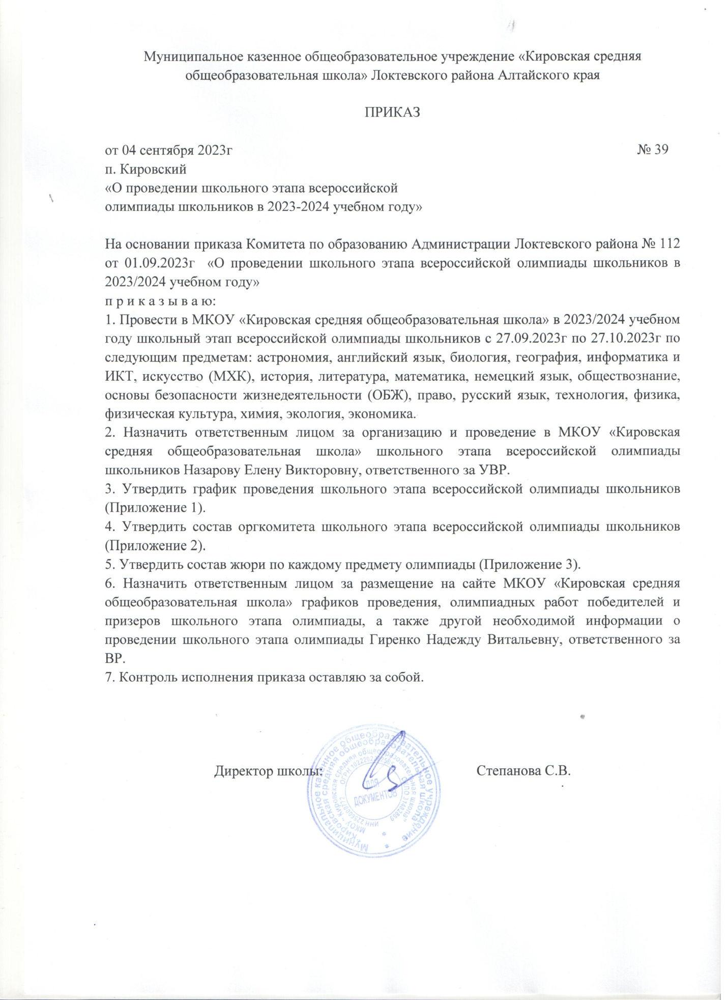 Муниципальное казенное общеобразовательное учреждение «Кировская средняя
общеобразовательная школа» Локтевского района Алтайского края
ПРИКАЗ
от 04 сентября 2023г № 39
п. Кировский
«О проведении школьного этапа всероссийской
олимпиады школьников в 2023-2024 учебном году»
На основании приказа Комитета по образованию Администрации Локтевского района № 112
от 01.09.2023г «О проведении школьного этапа всероссийской олимпиады школьников в
2023/2024 учебном году»
п р и к а з ы в а ю:
1. Провести в МКОУ «Кировская средняя общеобразовательная школа» в 2023/2024 учебном
году школьный этап всероссийской олимпиады школьников с 27.09.2023г по 27.10.2023г по
следующим предметам: астрономия, английский язык, биология, география, информатика и
ИКТ, искусство (МХК), история, литература, математика, немецкий язык, обществознание,
основы безопасности жизнедеятельности (ОБЖ), право, русский язык, технология, физика,
физическая культура, химия, экология, экономика.
2. Назначить ответственным лицом за организацию и проведение в МКОУ «Кировская
средняя общеобразовательная школа» школьного этапа всероссийской олимпиады
школьников Назарову Елену Викторовну, ответственного за УВР.
3. Утвердить график проведения школьного этапа всероссийской олимпиады школьников
(Приложение 1).
4. Утвердить состав оргкомитета школьного этапа всероссийской олимпиады школьников
(Приложение 2).
5. Утвердить состав жюри по каждому предмету олимпиады (Приложение 3).
6. Назначить ответственным лицом за размещение на сайте МКОУ «Кировская средняя
общеобразовательная школа» графиков проведения, олимпиадных работ победителей и
призеров школьного этапа олимпиады, а также другой необходимой информации о
проведении школьного этапа олимпиады Гиренко Надежду Витальевну, ответственного за
ВР.
7. Контроль исполнения приказа оставляю за собой.
Директор школы: Степанова С.В.
Муниципальное казенное общеобразовательное учреждение
"Кировская средняя общеобразовательная школа"
МКОУ "Кировская средняя общеобразовательная школа"
ИНН 2256000772 ОГРН ОКПО
ДЛЯ
ДОКУМЕНТОВ